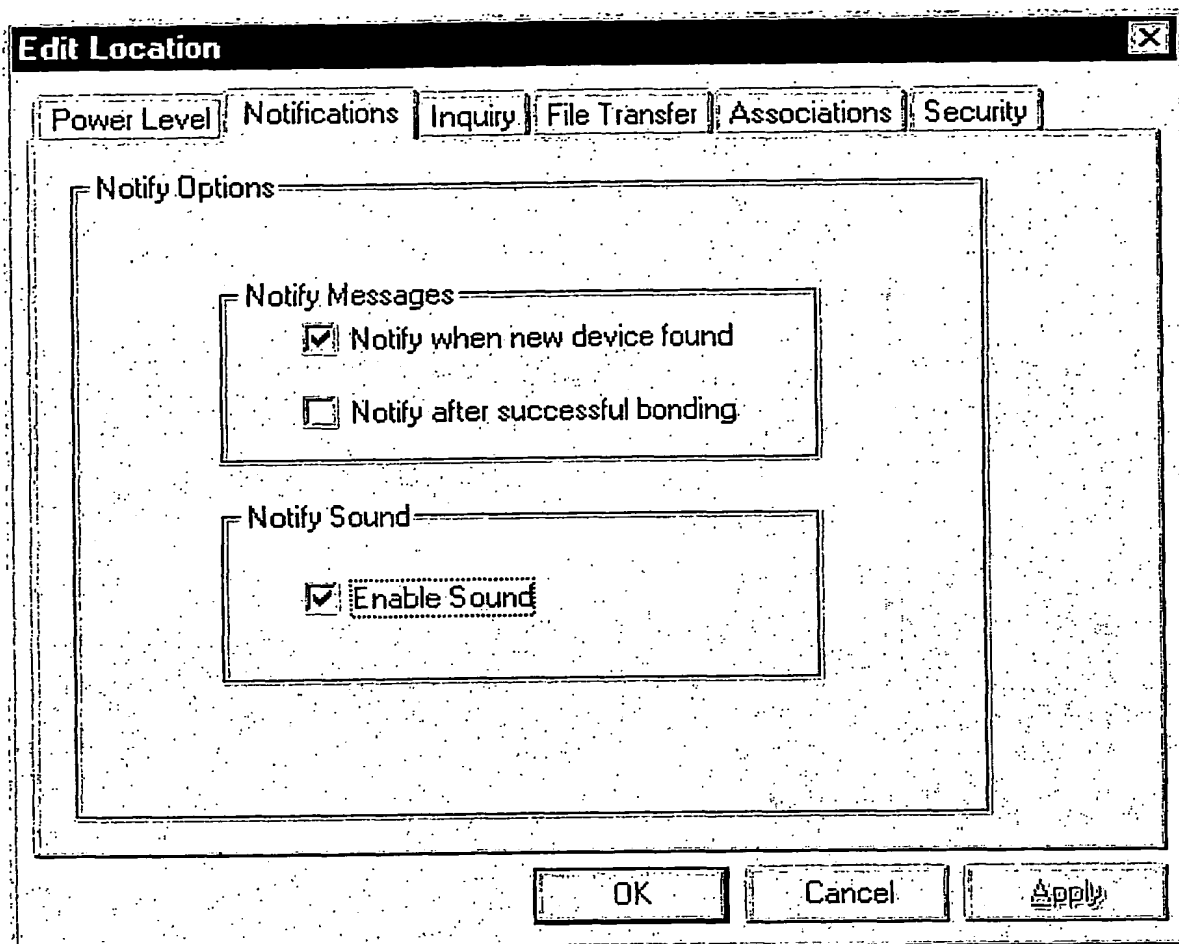 Edit Location
Power Level Notifications Inquiry File Transfer Associations Security
Notify Options
Notify Messages
Notify when new device found
Notify after successful bonding
Notify Sound
Enable Sound
OK Cancel Apply